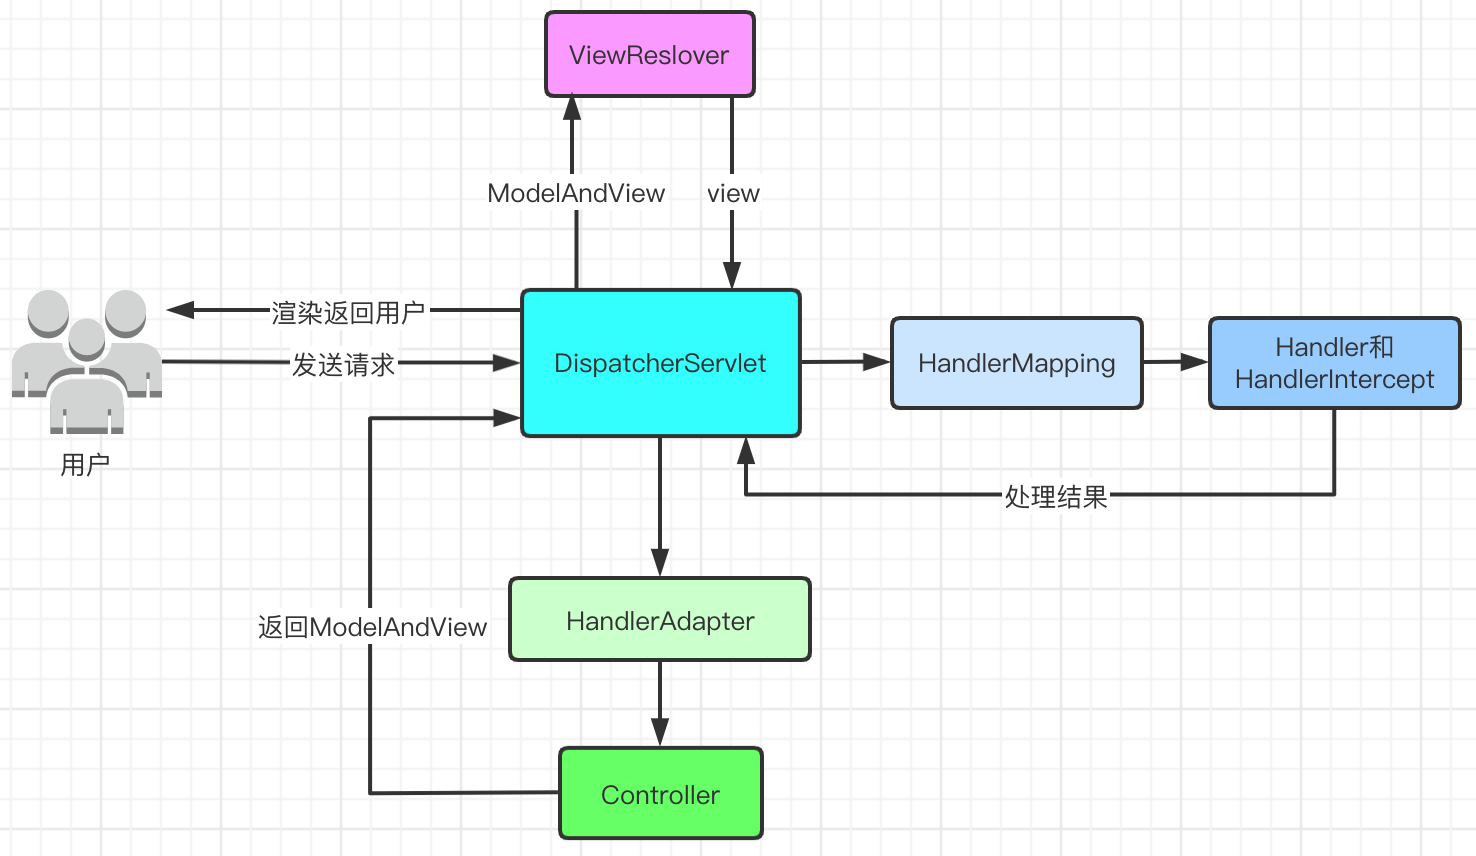 ViewReslover
ModelAndView
view
渲染返回用户
发送请求
用户
DispatcherServlet
HandlerMapping
Handler和
HandlerIntercept
处理结果
HandlerAdapter
返回ModelAndView
Controller